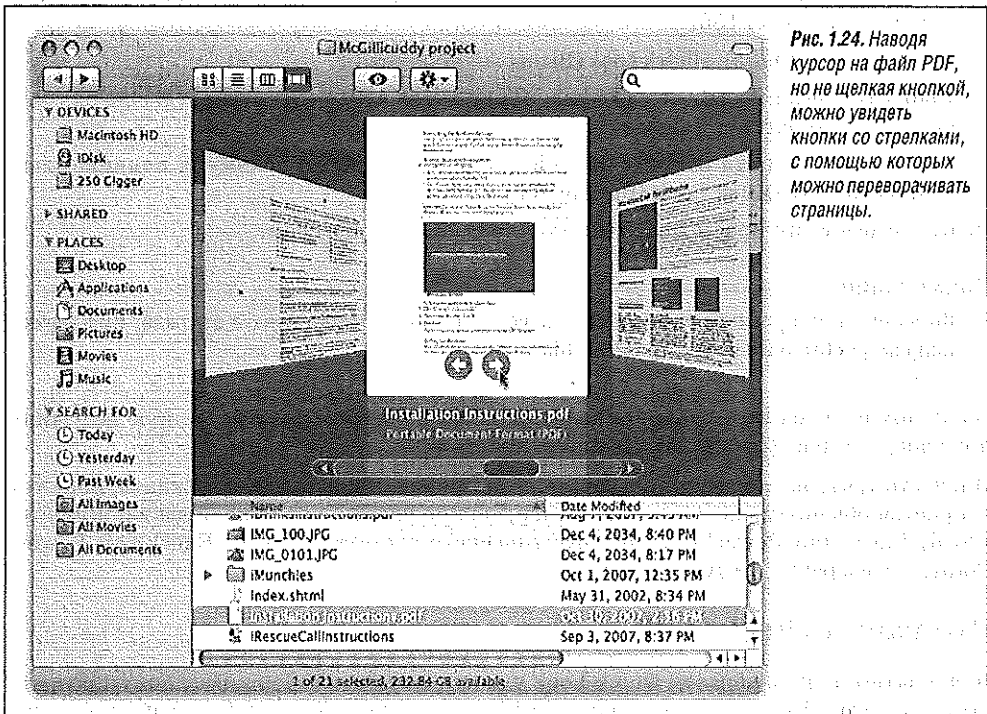 McGillicuddy project
Рис. 1.24. Наводя
курсор на файл PDF,
но не щелкая кнопкой,
можно увидеть
кнопки со стрелками,
с помощью которых
можно переворачивать
страницы.
DEVICES
Macintosh HD
iDisk
250 Gigger
SHARED
PLACES
Desktop
Applications
Documents
Pictures
Movies
Music
SEARCH FOR
Today
Yesterday
Past Week
All Images
All Movies
All Documents
Installation Instructions.pdf
Portable Document Format (PDF)
Name Date Modified
IMG_100.JPG Dec 4, 2034, 8:40 PM
IMG_0101.JPG Dec 4, 2034, 8:17 PM
iMunchies Oct 1, 2007, 12:35 PM
Index.shtml May 31, 2002, 8:34 PM
Installation Instructions.pdf
iRescueCallInstructions Sep 3, 2007, 8:37 PM
1 of 21 selected, 232.84 GB available